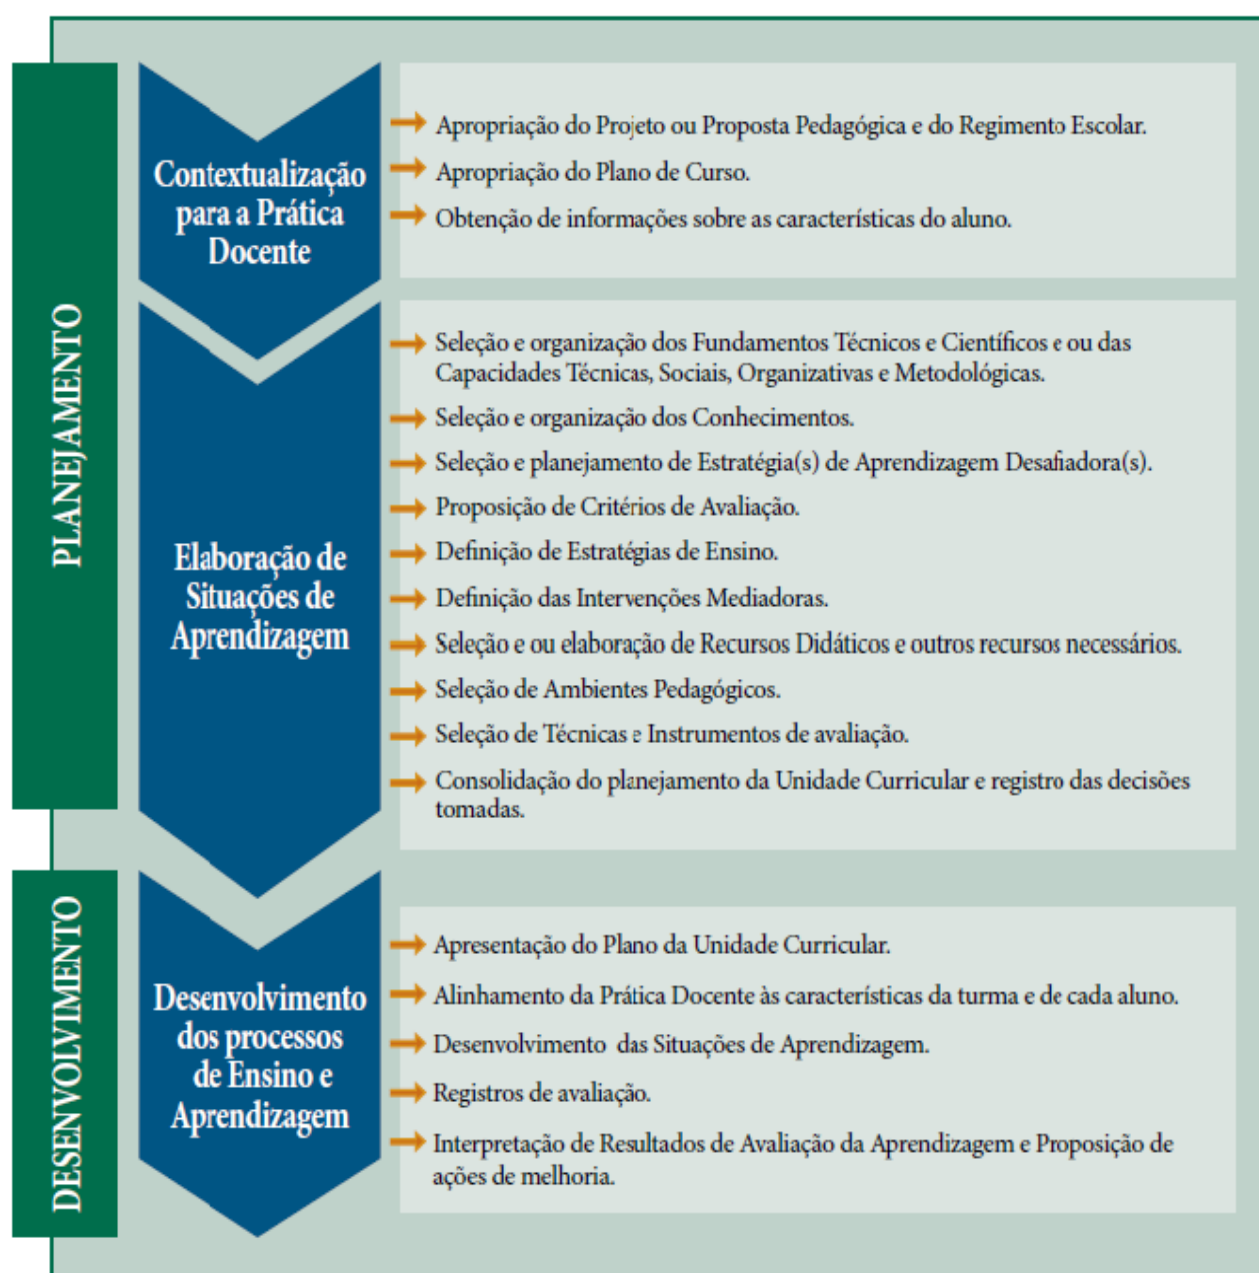 PLANEJAMENTO
Contextualização
para a Prática
Docente
Apropriação do Projeto ou Proposta Pedagógica e do Regimento Escolar.
Apropriação do Plano de Curso.
Obtenção de informações sobre as características do aluno.
Elaboração de
Situações de
Aprendizagem
Seleção e organização dos Fundamentos Técnicos e Científicos e ou das
Capacidades Técnicas, Sociais, Organizativas e Metodológicas.
Seleção e organização dos Conhecimentos.
Seleção e planejamento de Estratégia(s) de Aprendizagem Desafiadora(s).
Proposição de Critérios de Avaliação.
Definição de Estratégias de Ensino.
Definição das Intervenções Mediadoras.
Seleção e ou elaboração de Recursos Didáticos e outros recursos necessários.
Seleção de Ambientes Pedagógicos.
Seleção de Técnicas e Instrumentos de avaliação.
Consolidação do planejamento da Unidade Curricular e registro das decisões
tomadas.
DESENVOLVIMENTO
Desenvolvimento
dos processos
de Ensino e
Aprendizagem
Apresentação do Plano da Unidade Curricular.
Alinhamento da Prática Docente às características da turma e de cada aluno.
Desenvolvimento das Situações de Aprendizagem.
Registros de avaliação.
Interpretação de Resultados de Avaliação da Aprendizagem e Proposição de
ações de melhoria.